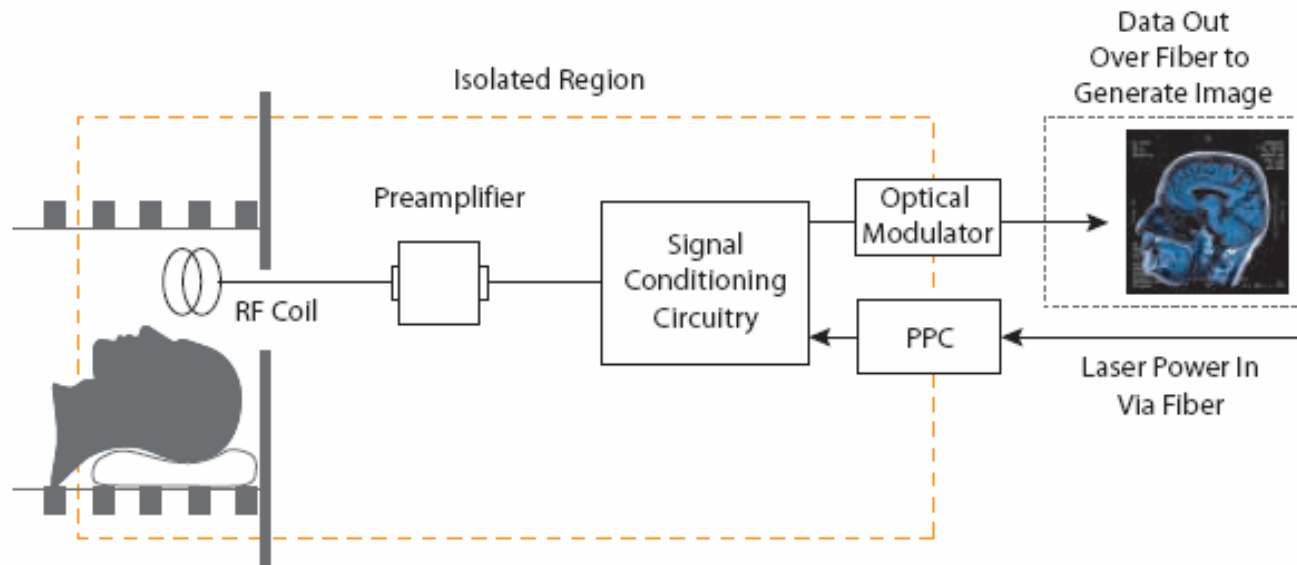 Data Out
Over Fiber to
Generate Image
Isolated Region
Preamplifier
Optical
Modulator
Signal
Conditioning
Circuitry
RF Coil
PPC
Laser Power In
Via Fiber